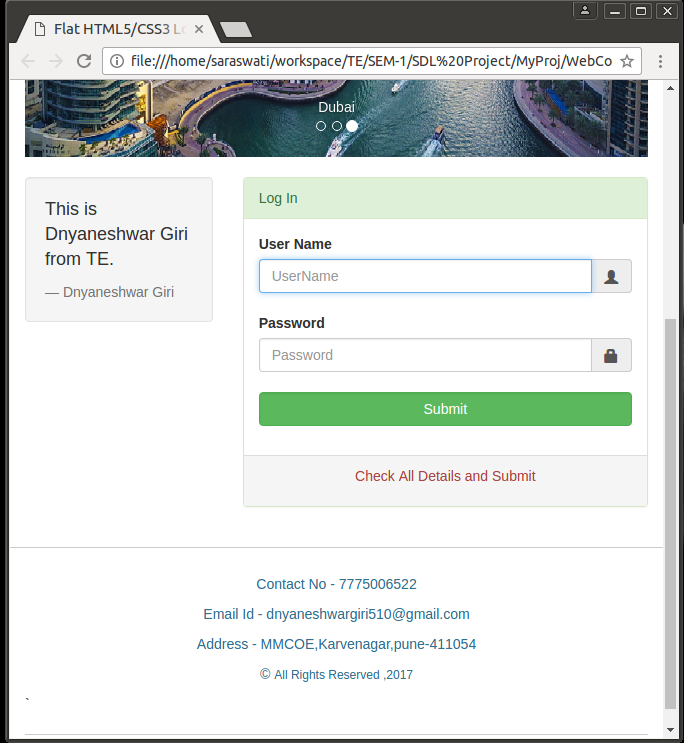 Flat HTML5/CSS3 Lo
file:///home/saraswati/workspace/TE/SEM-1/SDL%20Project/MyProj/WebCo
Dubai
This is
Dnyaneshwar Giri
from TE.
— Dnyaneshwar Giri
Log In
User Name
UserName
Password
Password
Submit
Check All Details and Submit
Contact No - 7775006522
Email Id - dnyaneshwargiri510@gmail.com
Address - MMCOE,Karvenagar,pune-411054
© All Rights Reserved ,2017
`